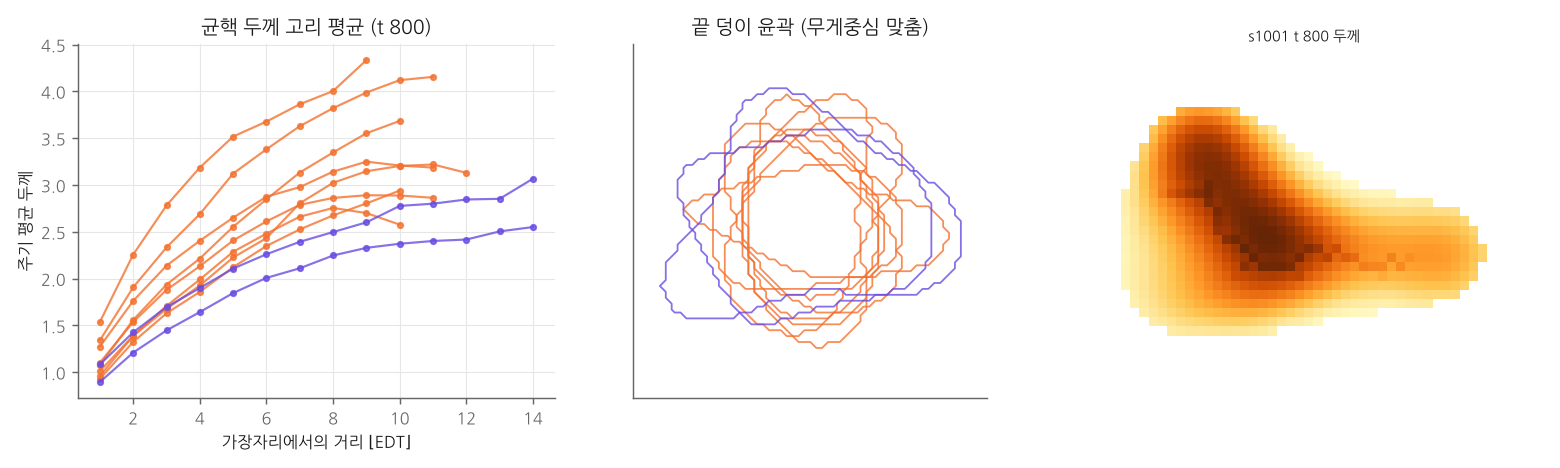 균핵 두께 고리 평균 (t 800)
주기 평균 두께
4.5
4.0
3.5
3.0
2.5
2.0
1.5
1.0
2 4 6 8 10 12 14
가장자리에서의 거리 [EDT]
끝 덩이 윤곽 (무게중심 맞춤)
s1001 t 800 두께